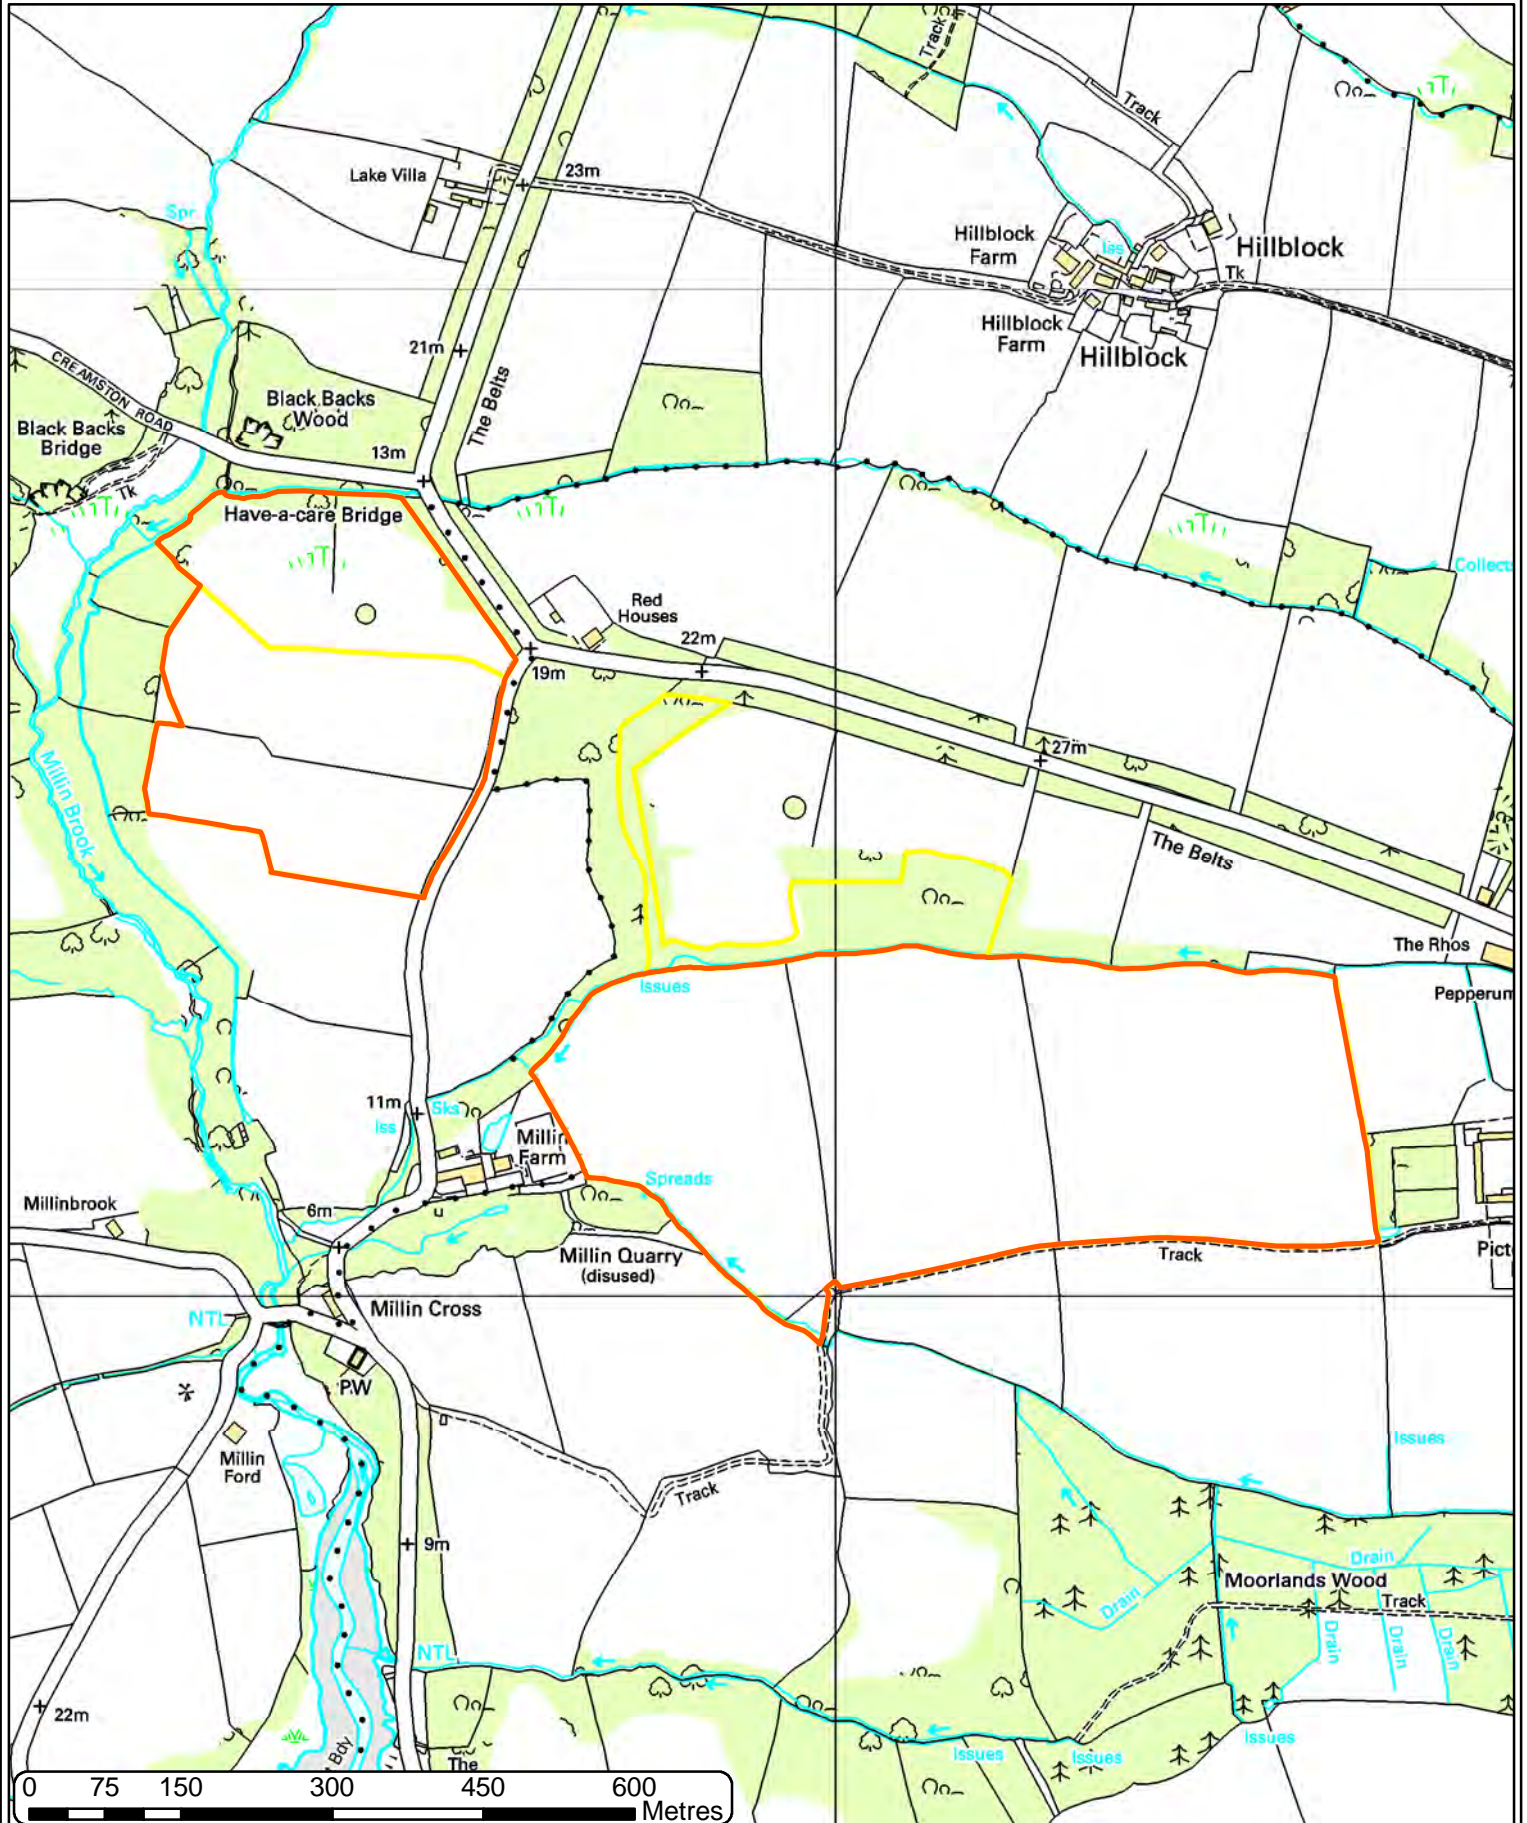 Track
Track
Lake Villa
23m
Spr
Hillblock
Farm
Iss
Hillblock
Tk
Hillblock
Farm
Hillblock
21m
The Belts
CREAMSTON ROAD
Black Backs
Wood
Black Backs
Bridge
13m
Tk
Have-a-care Bridge
Collects
Red
Houses
22m
19m
27m
Millin Brook
The Belts
The Rhos
Issues
Pepperum
11m
Sks
Iss
Millin
Farm
Spreads
Millinbrook
6m
u
Millin Quarry
(disused)
Track
Pict
Millin Cross
NTL
PW
Millin
Ford
Issues
Track
9m
Drain
Moorlands Wood
Drain
Track
Drain
Drain
Drain
NTL
22m
Bdy
The
Issues
Issues
Issues
0 75 150 300 450 600
Metres